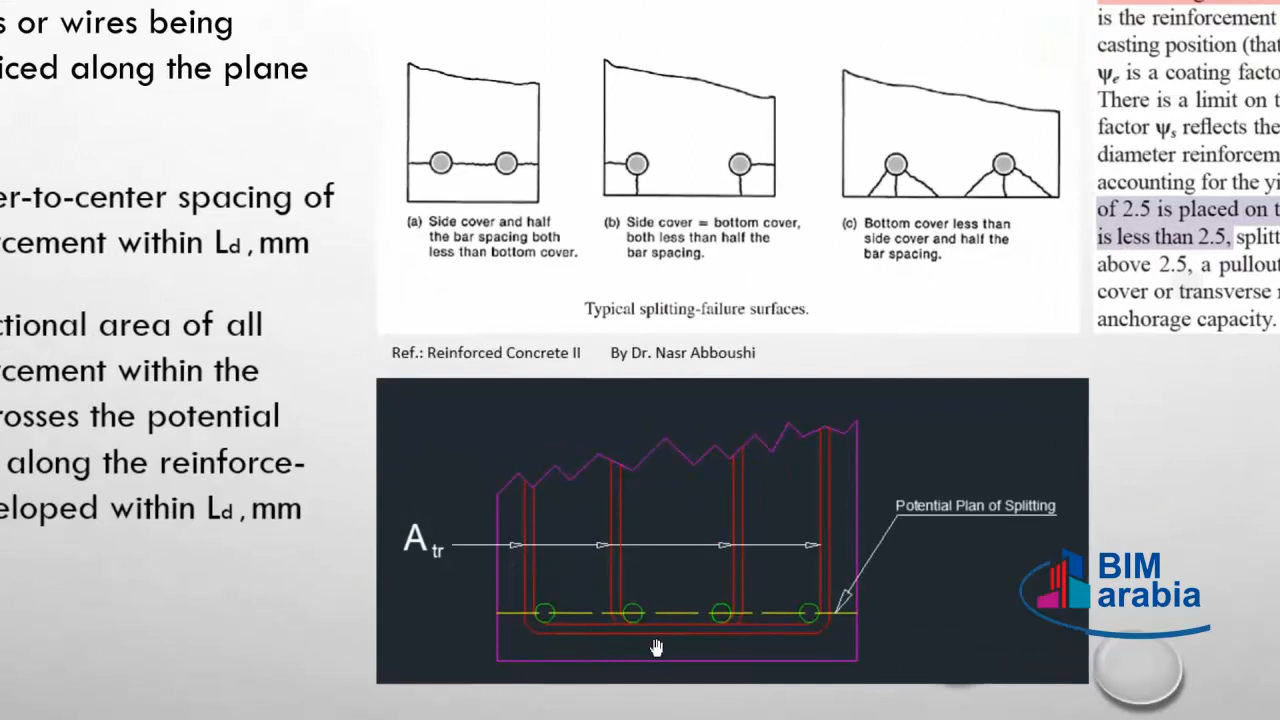 s or wires being
iced along the plane
er-to-center spacing of
rcement within Ld , mm
ctional area of all
rcement within the
rosses the potential
along the reinforce-
eloped within Ld , mm
(a) Side cover and half
the bar spacing both
less than bottom cover.
(b) Side cover = bottom cover,
both less than half the
bar spacing.
(c) Bottom cover less than
side cover and half the
bar spacing.
Typical splitting-failure surfaces.
Ref.: Reinforced Concrete II By Dr. Nasr Abboushi
Atr
Potential Plan of Splitting
is the reinforcement
casting position (that
ψe is a coating facto
There is a limit on t
factor ψs reflects the
diameter reinforcem
accounting for the yi
of 2.5 is placed on t
is less than 2.5, splitt
above 2.5, a pullout
cover or transverse r
anchorage capacity.
BIM
arabia